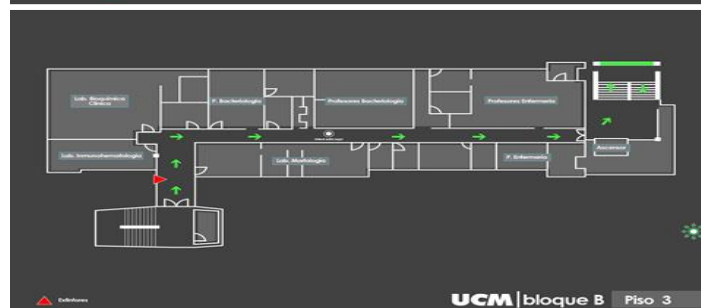 Lab. Bioquímica
Clínica
P. Bacteriología
Profesores Bacteriología
Profesores Enfermería
Lab. Inmunohematología
Lab. Morfología
P. Enfermería
Ascensor
Extintores
UCM | bloque B Piso 3